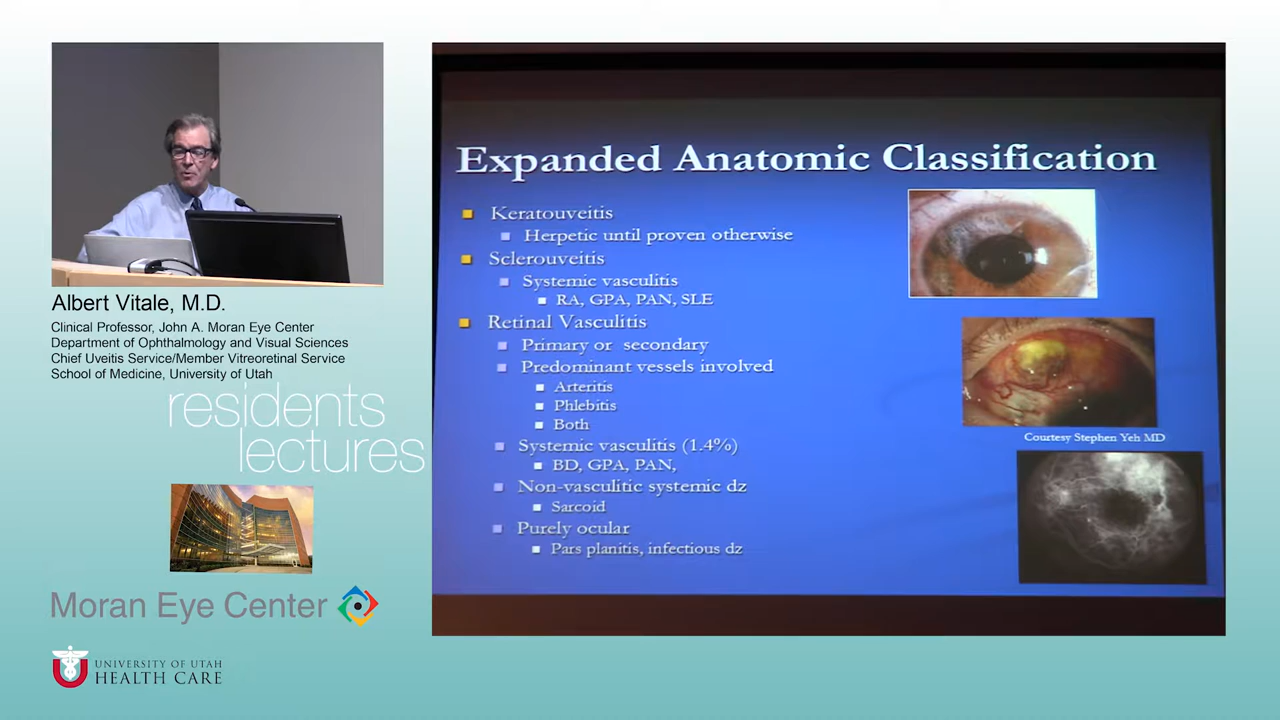 Albert Vitale, M.D.
Clinical Professor, John A. Moran Eye Center
Department of Ophthalmology and Visual Sciences
Chief Uveitis Service/Member Vitreoretinal Service
School of Medicine, University of Utah
residents
lectures
Moran Eye Center
UNIVERSITY OF UTAH
HEALTH CARE
Expanded Anatomic Classification
Keratouveitis
Herpetic until proven otherwise
Sclerouveitis
Systemic vasculitis
RA, GPA, PAN, SLE
Retinal Vasculitis
Primary or secondary
Predominant vessels involved
Arteritis
Phlebitis
Both
Systemic vasculitis (1.4%)
BD, GPA, PAN,
Non-vasculitic systemic dz
Sarcoid
Purely ocular
Pars planitis, infectious dz
Courtesy Stephen Yeh MD